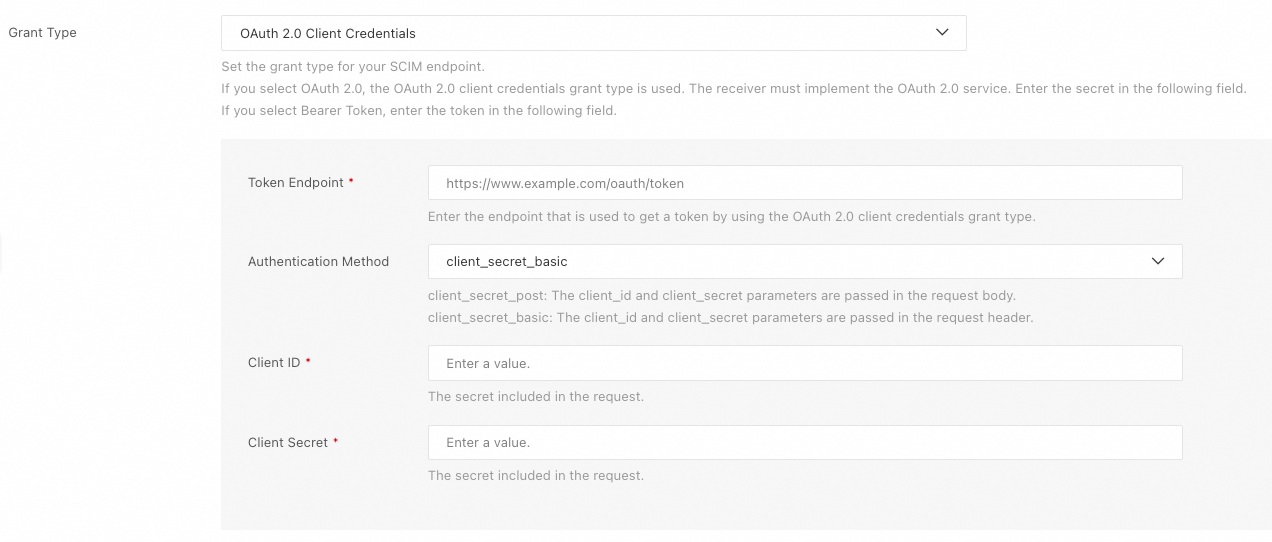 Grant Type
OAuth 2.0 Client Credentials
Set the grant type for your SCIM endpoint.
If you select OAuth 2.0, the OAuth 2.0 client credentials grant type is used. The receiver must implement the OAuth 2.0 service. Enter the secret in the following field.
If you select Bearer Token, enter the token in the following field.
Token Endpoint *
https://www.example.com/oauth/token
Enter the endpoint that is used to get a token by using the OAuth 2.0 client credentials grant type.
Authentication Method
client_secret_basic
client_secret_post: The client_id and client_secret parameters are passed in the request body.
client_secret_basic: The client_id and client_secret parameters are passed in the request header.
Client ID *
Enter a value.
The secret included in the request.
Client Secret *
Enter a value.
The secret included in the request.